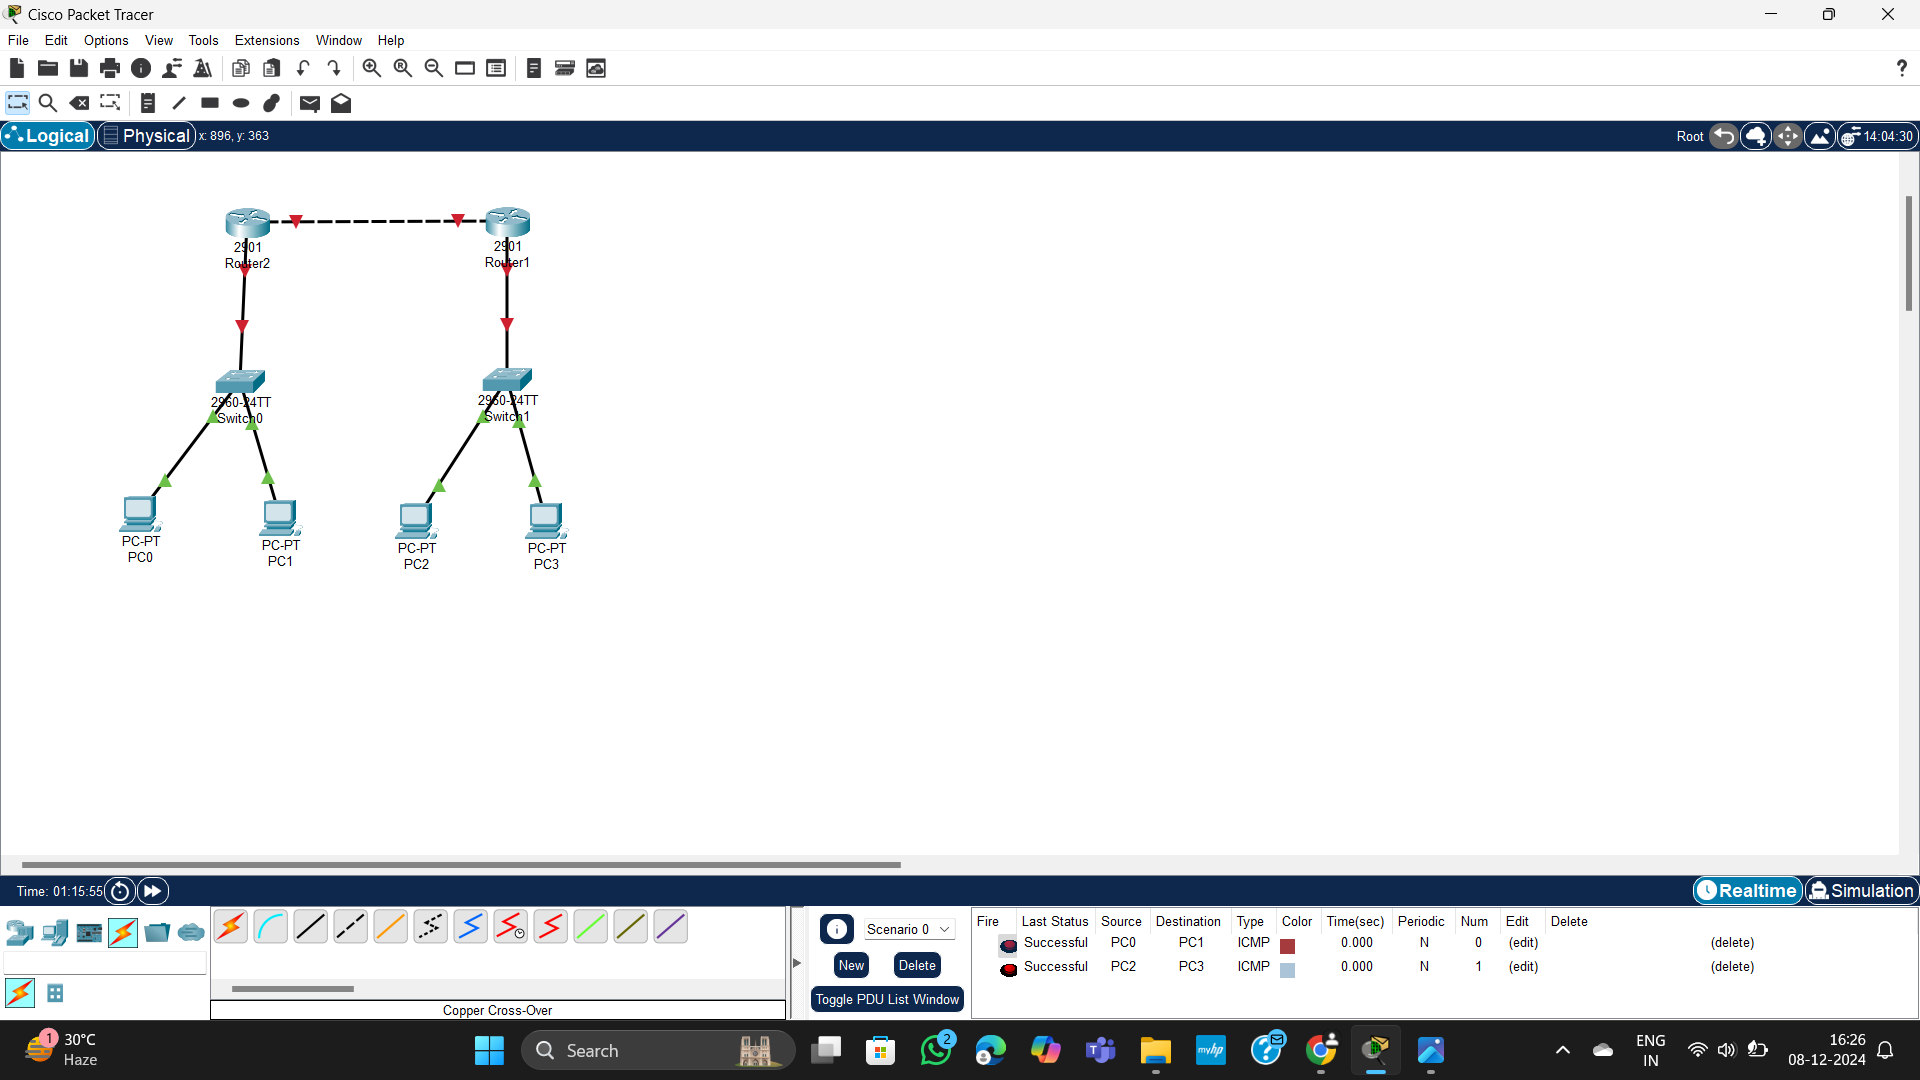 Cisco Packet Tracer
File Edit Options View Tools Extensions Window Help
?
Logical Physical x: 896, y: 363 Root 14:04:30
2901
Router2
2901
Router1
2960-24TT
Switch0
2960-24TT
Switch1
PC-PT
PC0
PC-PT
PC1
PC-PT
PC2
PC-PT
PC3
Time: 01:15:55 Realtime Simulation
Scenario 0
New Delete
Toggle PDU List Window
Fire Last Status Source Destination Type Color Time(sec) Periodic Num Edit Delete
Successful PC0 PC1 ICMP 0.000 N 0 (edit) (delete)
Successful PC2 PC3 ICMP 0.000 N 1 (edit) (delete)
Copper Cross-Over
1
30°C
Haze
Search
2
myhp
ENG
IN
16:26
08-12-2024